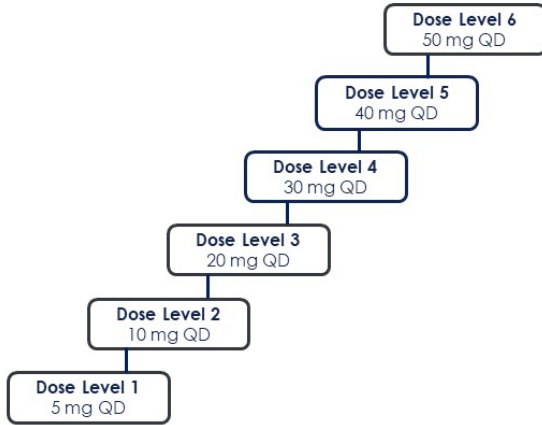 Dose Level 6
50 mg QD
Dose Level 5
40 mg QD
Dose Level 4
30 mg QD
Dose Level 3
20 mg QD
Dose Level 2
10 mg QD
Dose Level 1
5 mg QD